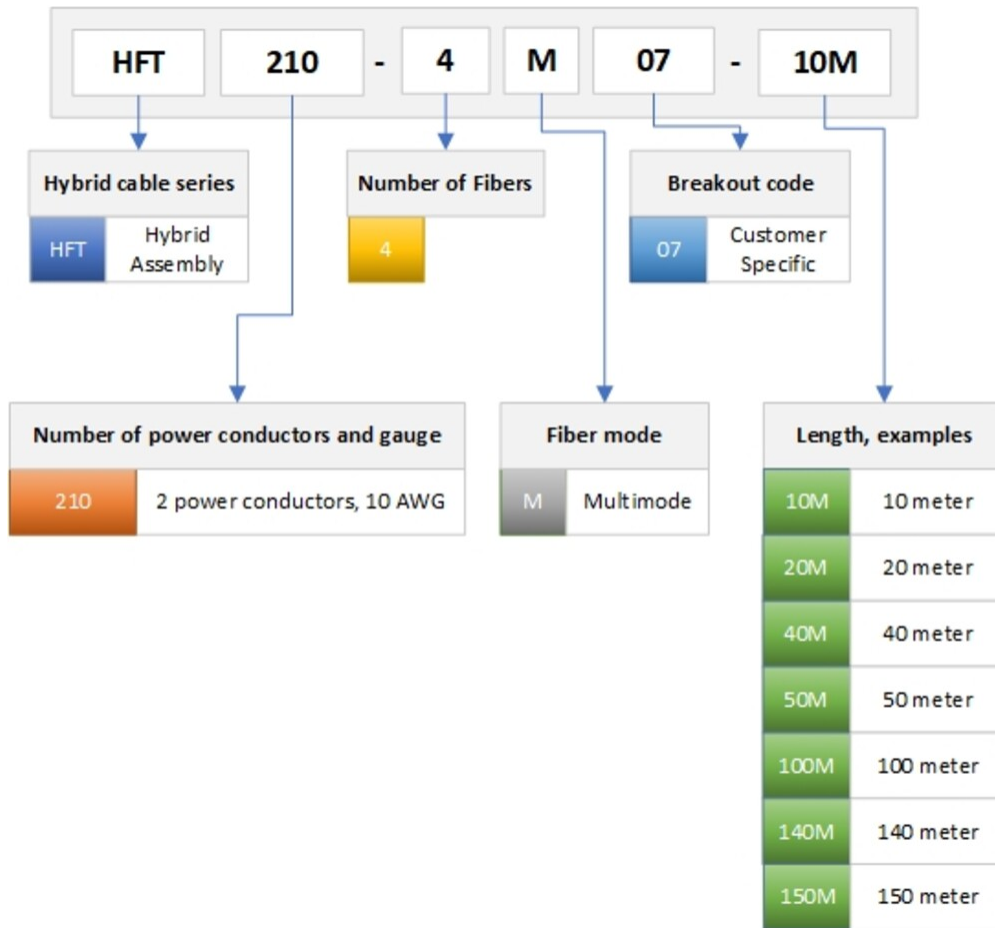 HFT 210 - 4 M 07 - 10M
Hybrid cable series
HFT Hybrid
Assembly
Number of Fibers
4
Breakout code
07 Customer
Specific
Number of power conductors and gauge
210 2 power conductors, 10 AWG
Fiber mode
M Multimode
Length, examples
10M 10 meter
20M 20 meter
40M 40 meter
50M 50 meter
100M 100 meter
140M 140 meter
150M 150 meter